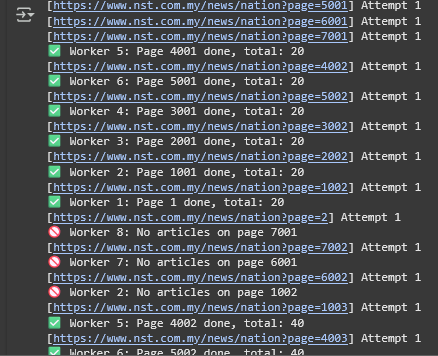 [https://www.nst.com.my/news/nation?page=5001] Attempt 1
[https://www.nst.com.my/news/nation?page=6001] Attempt 1
[https://www.nst.com.my/news/nation?page=7001] Attempt 1
✅ Worker 5: Page 4001 done, total: 20
[https://www.nst.com.my/news/nation?page=4002] Attempt 1
✅ Worker 6: Page 5001 done, total: 20
[https://www.nst.com.my/news/nation?page=5002] Attempt 1
✅ Worker 4: Page 3001 done, total: 20
[https://www.nst.com.my/news/nation?page=3002] Attempt 1
✅ Worker 3: Page 2001 done, total: 20
[https://www.nst.com.my/news/nation?page=2002] Attempt 1
✅ Worker 2: Page 1001 done, total: 20
[https://www.nst.com.my/news/nation?page=1002] Attempt 1
✅ Worker 1: Page 1 done, total: 20
[https://www.nst.com.my/news/nation?page=2] Attempt 1
🚫 Worker 8: No articles on page 7001
[https://www.nst.com.my/news/nation?page=7002] Attempt 1
🚫 Worker 7: No articles on page 6001
[https://www.nst.com.my/news/nation?page=6002] Attempt 1
🚫 Worker 2: No articles on page 1002
[https://www.nst.com.my/news/nation?page=1003] Attempt 1
✅ Worker 5: Page 4002 done, total: 40
[https://www.nst.com.my/news/nation?page=4003] Attempt 1
✅ Worker 6: Page 5002 done, total: 40